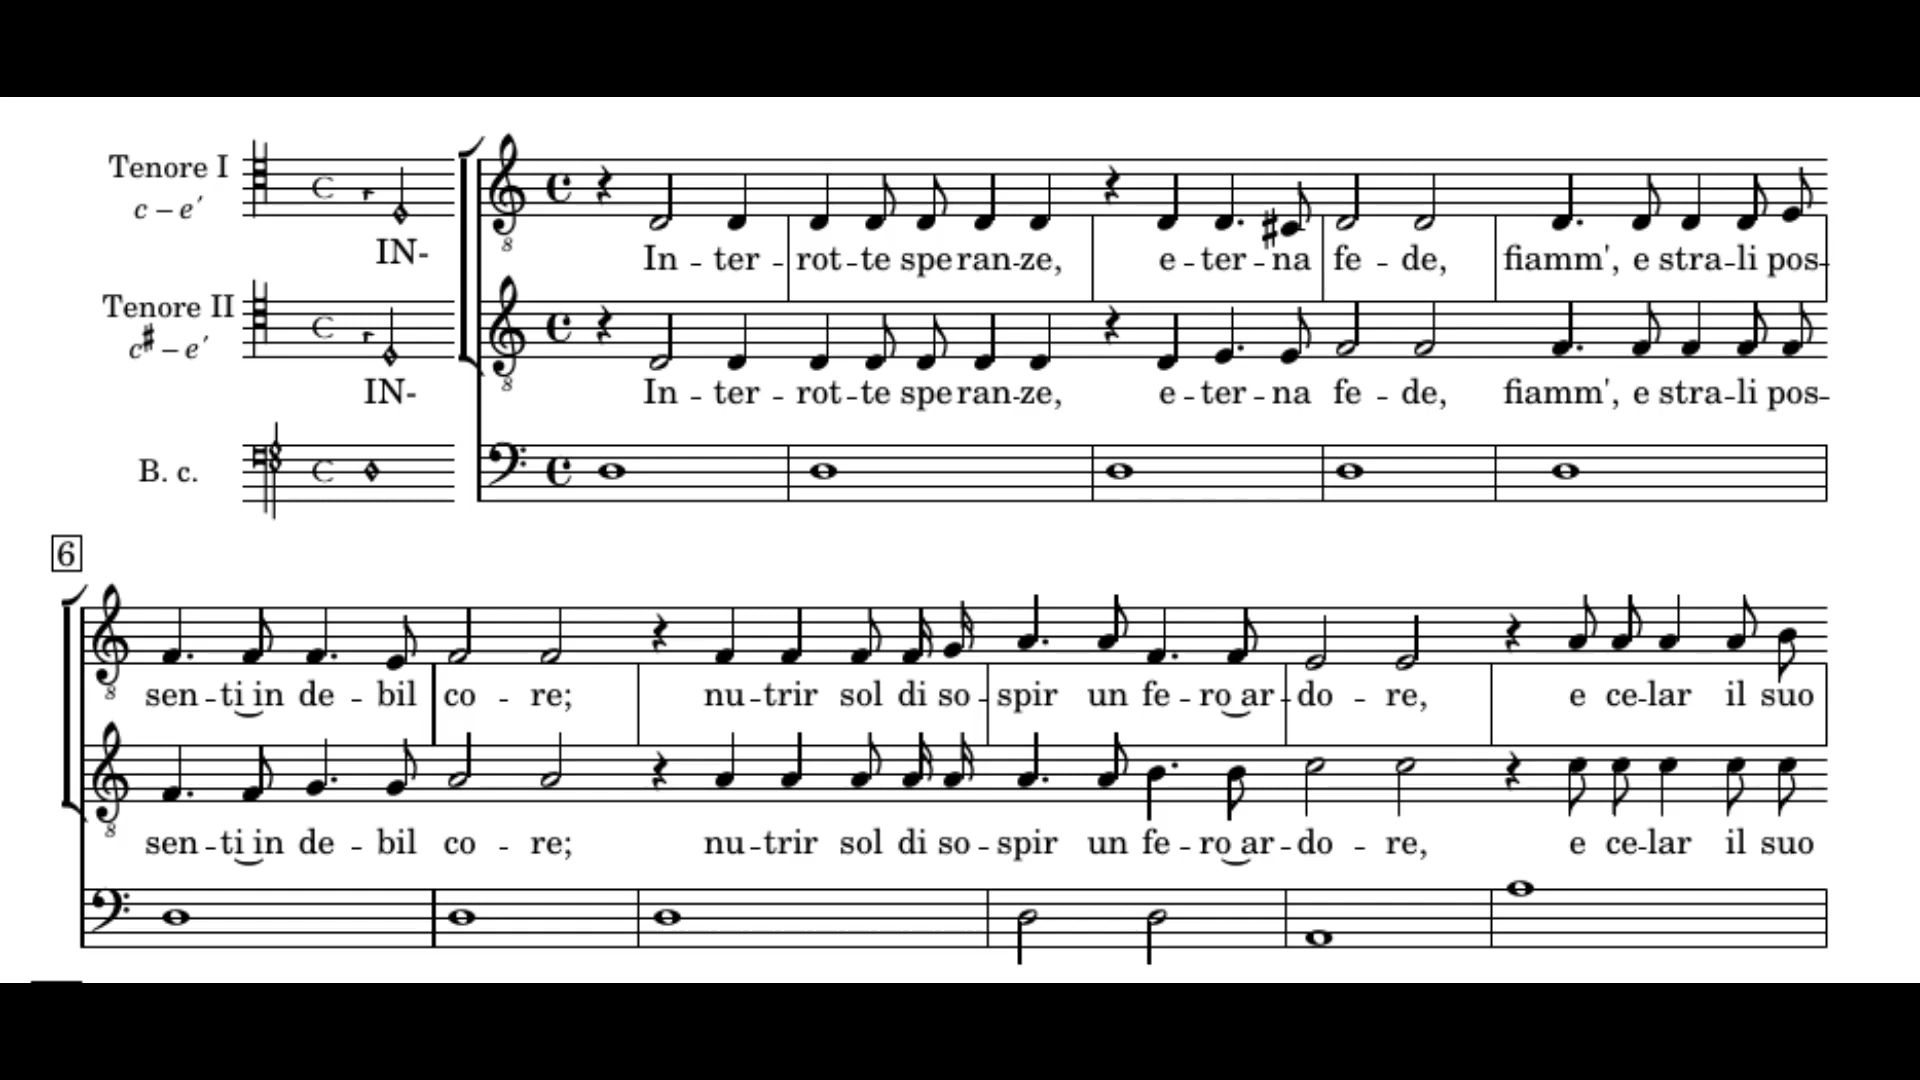 Tenore I
c – e′
IN-
In - ter - rot - te spe ran - ze, e - ter - na fe - de, fiamm', e stra - li pos -
Tenore II
c♯ – e′
IN-
In - ter - rot - te spe ran - ze, e - ter - na fe - de, fiamm', e stra - li pos -
B. c.
6
sen - ti‿in de - bil co - re; nu - trir sol di so - spir un fe - ro‿ar - do - re, e ce - lar il suo
8
sen - ti‿in de - bil co - re; nu - trir sol di so - spir un fe - ro‿ar - do - re, e ce - lar il suo
8